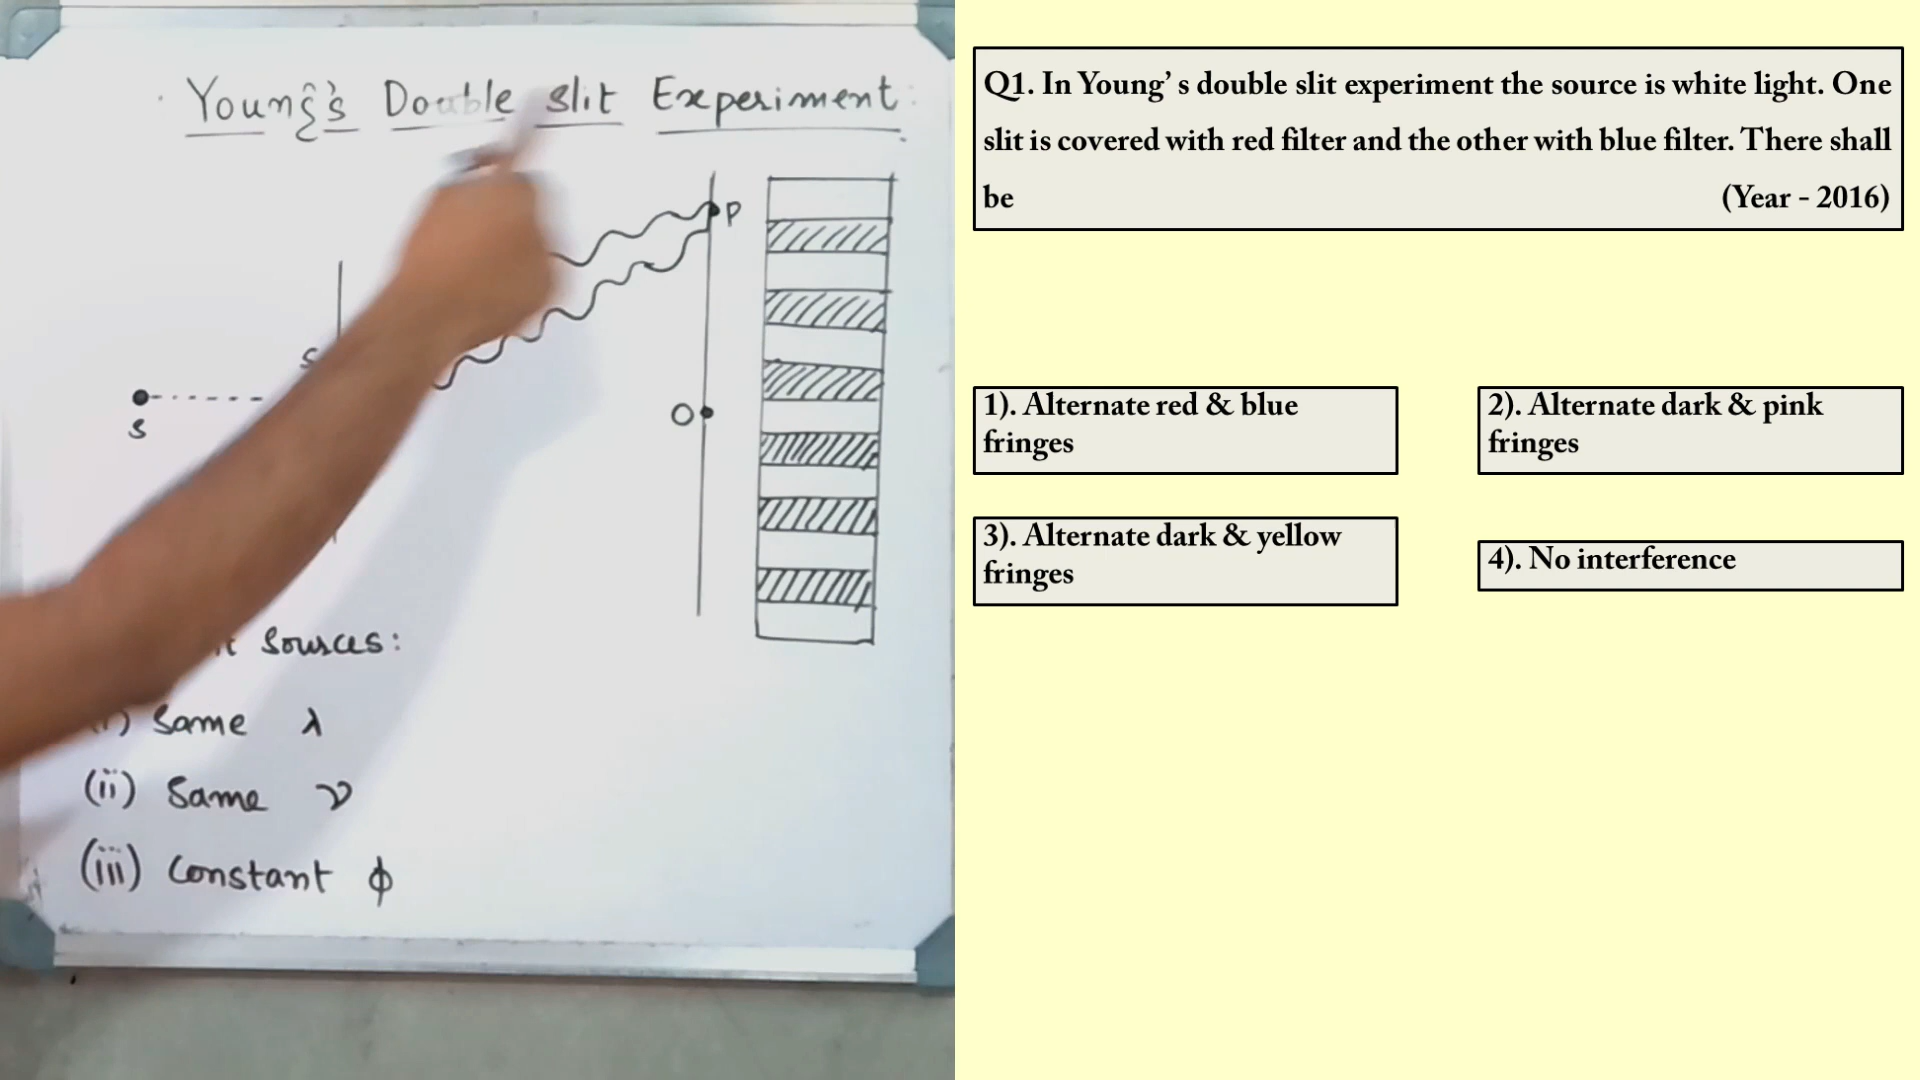 Young's Double slit Experiment:
P
S
O
S
Sources:
(i) Same λ
(ii) Same ν
(iii) Constant ϕ
Q1. In Young’ s double slit experiment the source is white light. One
slit is covered with red filter and the other with blue filter. There shall
be (Year - 2016)
1). Alternate red & blue
fringes
2). Alternate dark & pink
fringes
3). Alternate dark & yellow
fringes
4). No interference